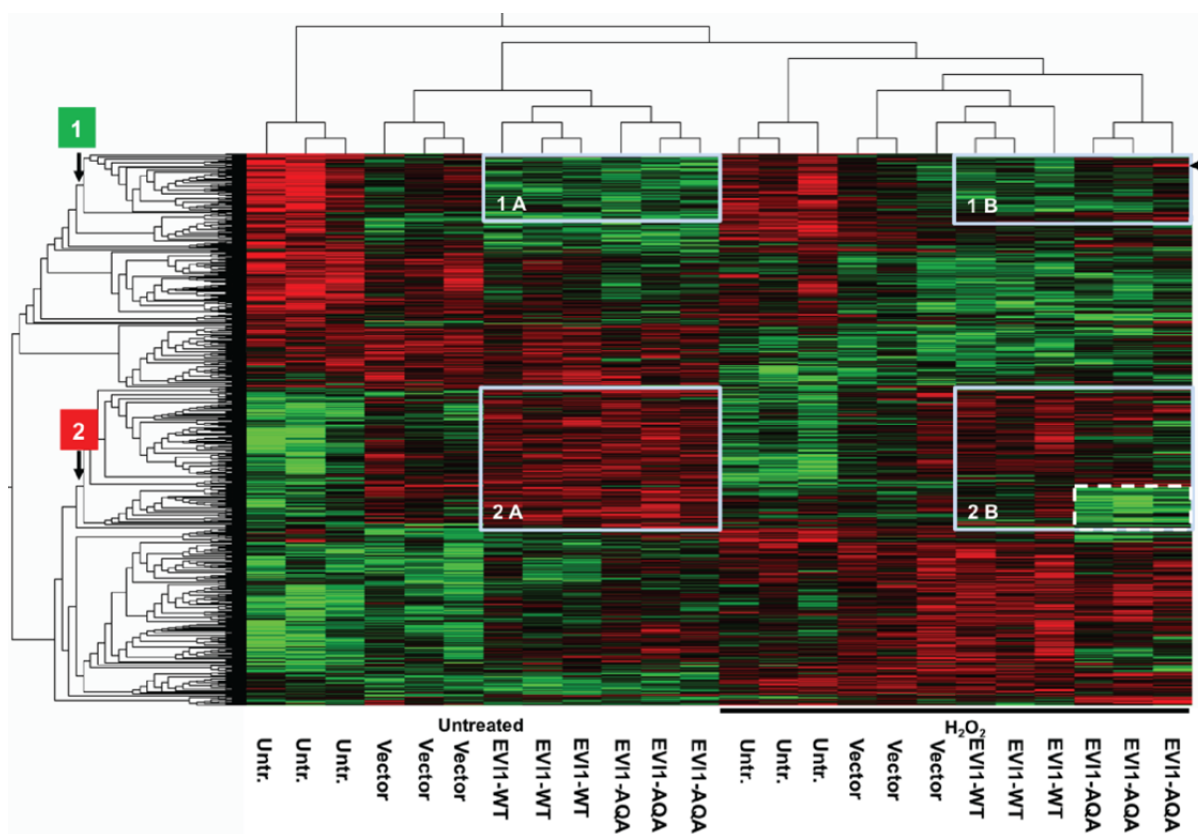 1
1 A
1 B
2
2 A
2 B
Untreated
H₂O₂
Untr.
Untr.
Untr.
Vector
Vector
Vector
EVI1-WT
EVI1-WT
EVI1-WT
EVI1-AQA
EVI1-AQA
EVI1-AQA
Untr.
Untr.
Untr.
Vector
Vector
Vector
EVI1-WT
EVI1-WT
EVI1-WT
EVI1-AQA
EVI1-AQA
EVI1-AQA